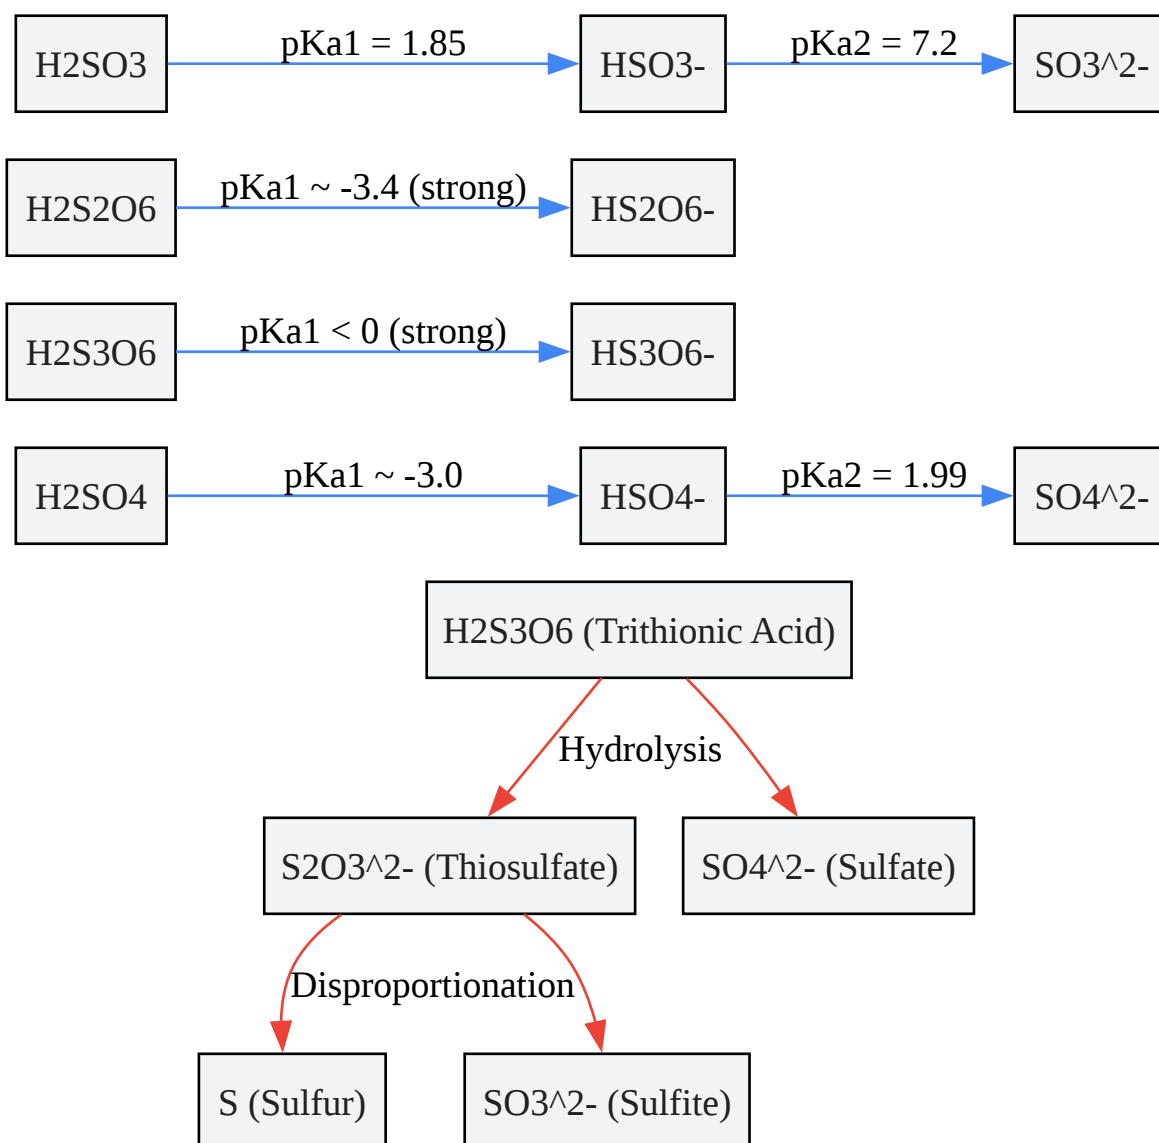 H2SO3
pKa1 = 1.85
HSO3-
pKa2 = 7.2
SO3^2-
H2S2O6
pKa1 ~ -3.4 (strong)
HS2O6-
H2S3O6
pKa1 < 0 (strong)
HS3O6-
H2SO4
pKa1 ~ -3.0
HSO4-
pKa2 = 1.99
SO4^2-
H2S3O6 (Trithionic Acid)
Hydrolysis
S2O3^2- (Thiosulfate)
SO4^2- (Sulfate)
Disproportionation
S (Sulfur)
SO3^2- (Sulfite)